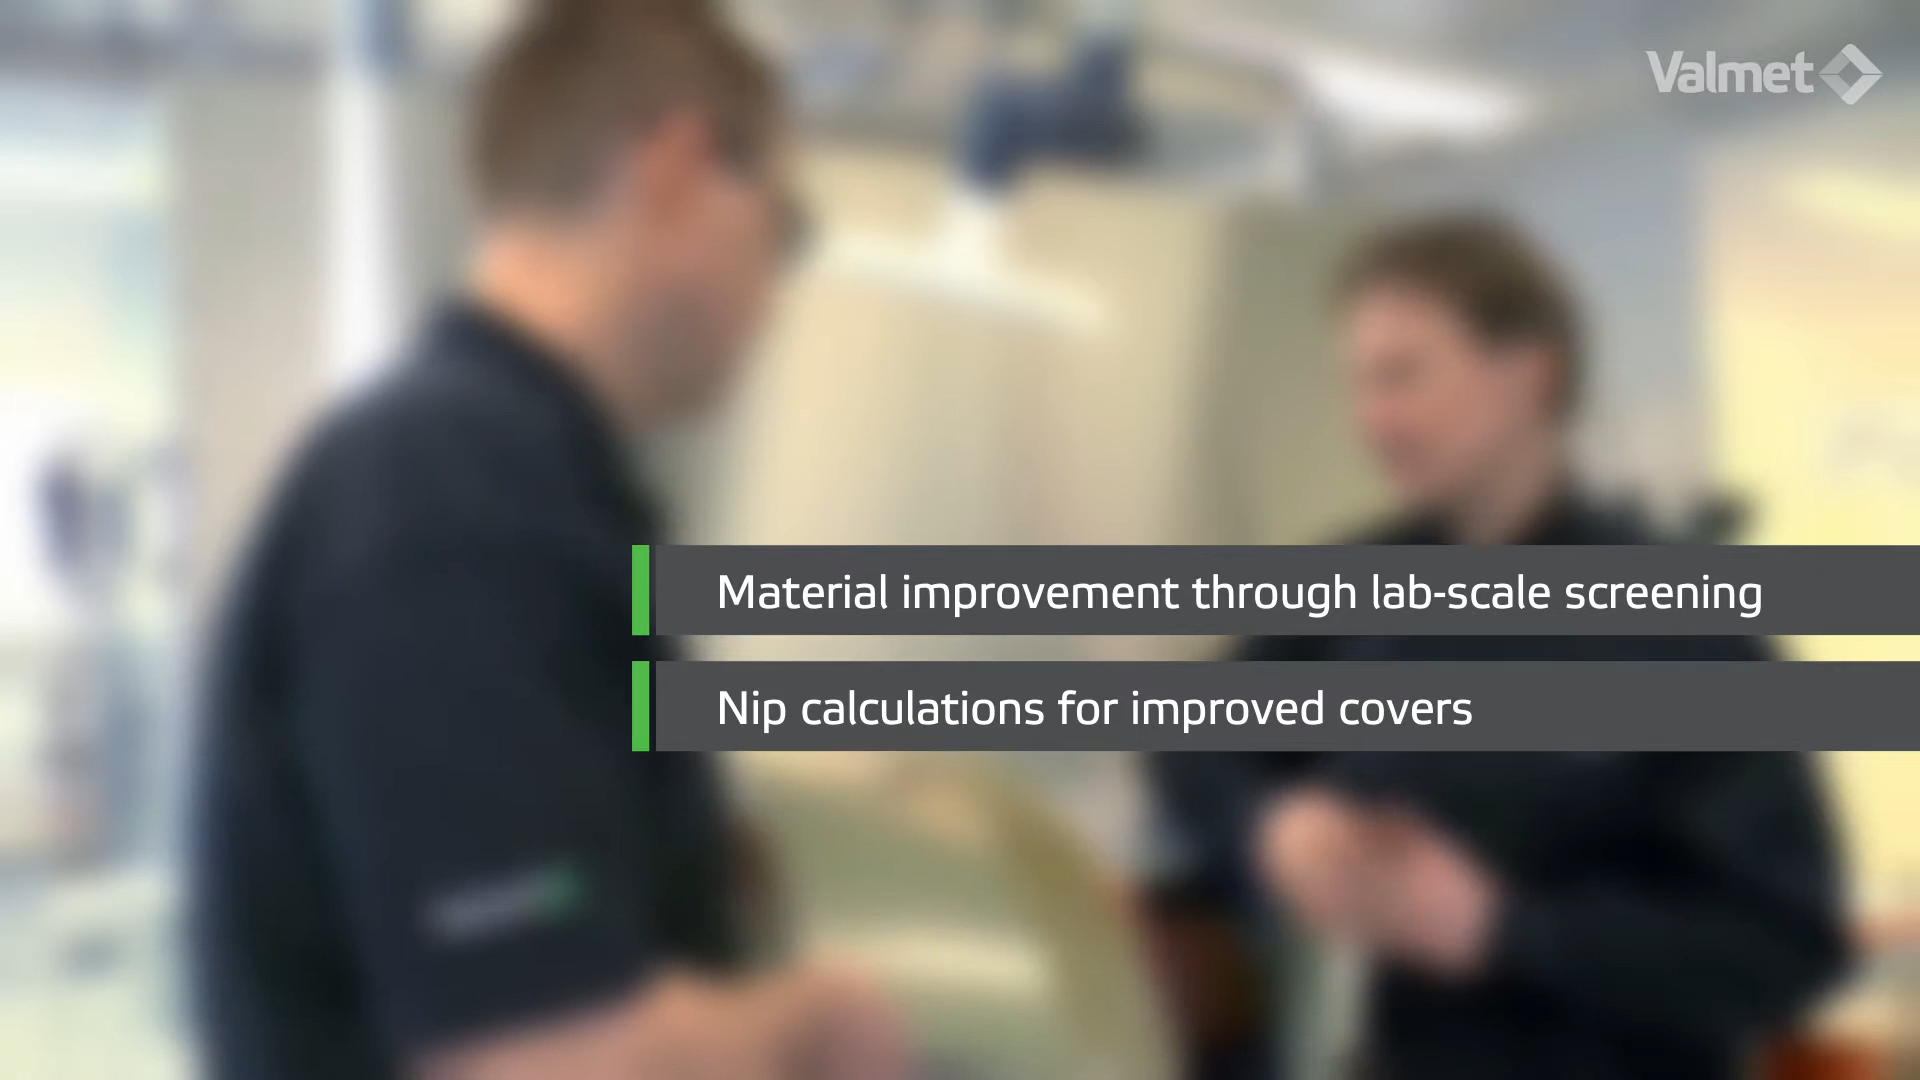 Valmet
Material improvement through lab-scale screening
Nip calculations for improved covers